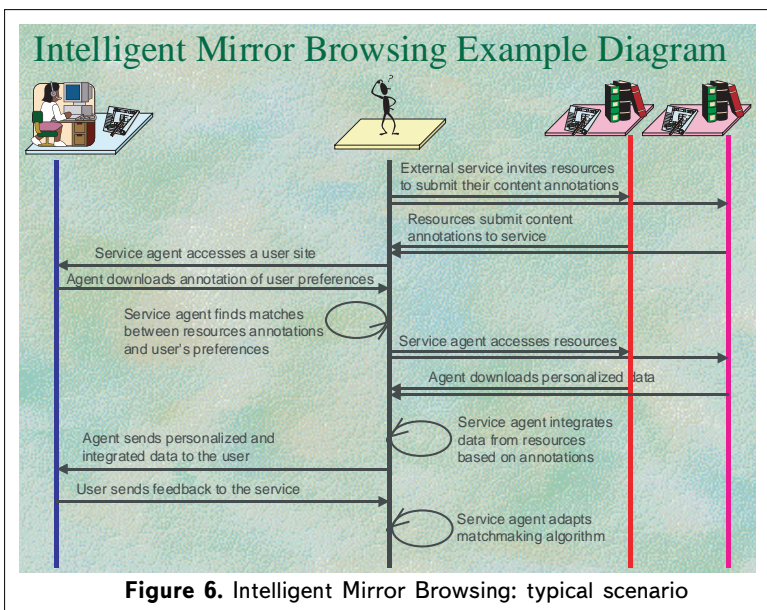 Intelligent Mirror Browsing Example Diagram
External service invites resources
to submit their content annotations
Resources submit content
annotations to service
Service agent accesses a user site
Agent downloads annotation of user preferences
Service agent finds matches
between resources annotations
and user's preferences
Service agent accesses resources
Agent downloads personalized data
Service agent integrates
data from resources
based on annotations
Agent sends personalized and
integrated data to the user
User sends feedback to the service
Service agent adapts
matchmaking algorithm
Figure 6. Intelligent Mirror Browsing: typical scenario